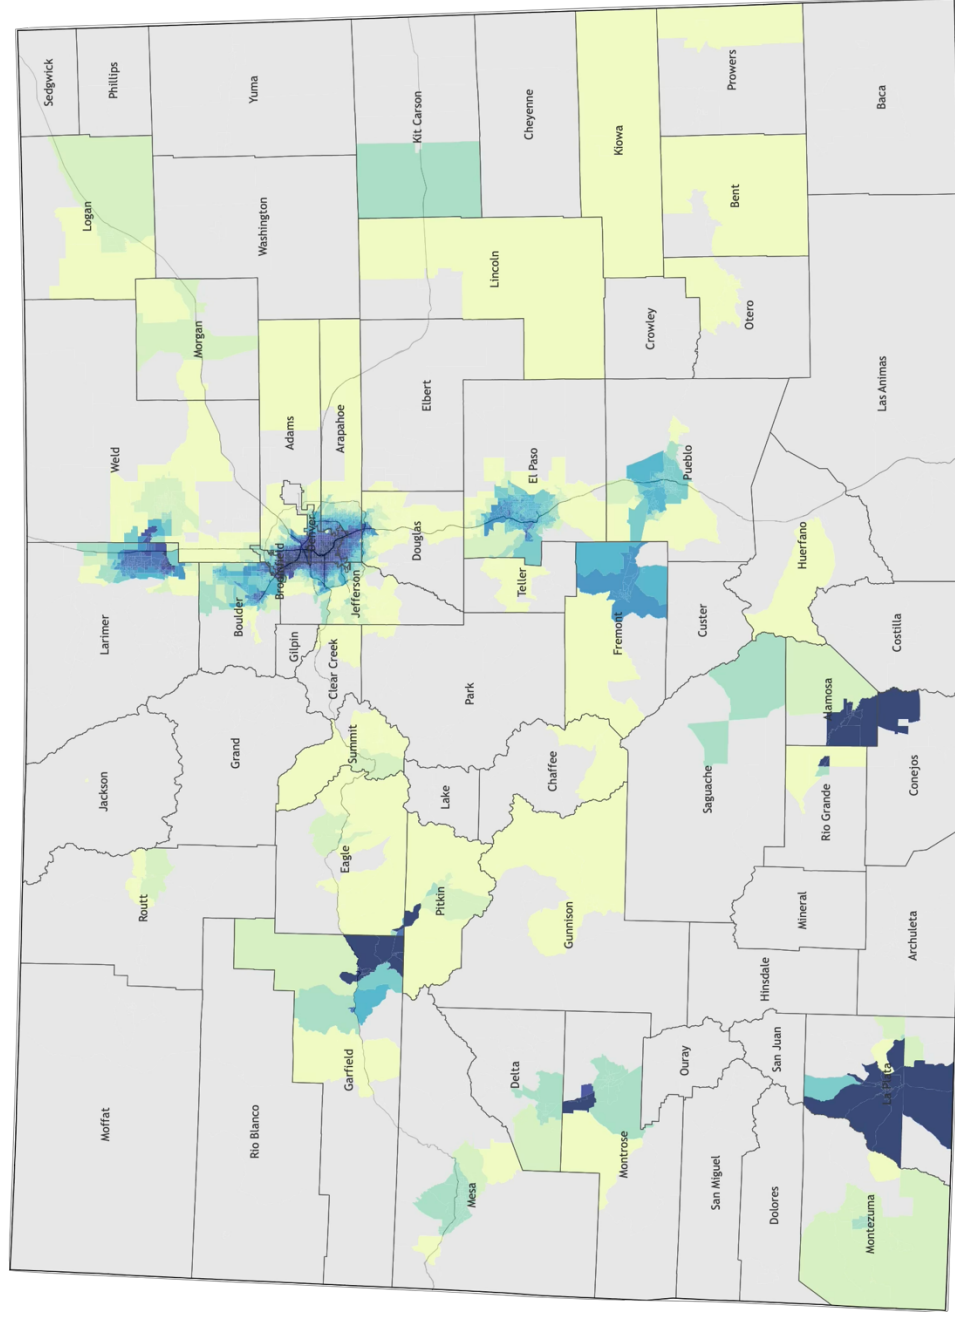 Moffat
Routt
Jackson
Larimer
Weld
Logan
Sedgwick
Phillips
Rio Blanco
Grand
Boulder
Broomfield
Morgan
Washington
Yuma
Garfield
Eagle
Summit
Gilpin
Clear Creek
Jefferson
Denver
Adams
Arapahoe
Mesa
Pitkin
Lake
Park
Douglas
Elbert
Lincoln
Kit Carson
Delta
Gunnison
Chaffee
Teller
El Paso
Cheyenne
Montrose
Ouray
Fremont
Pueblo
Crowley
Kiowa
San Miguel
Hinsdale
Saguache
Custer
Otero
Bent
Prowers
Dolores
San Juan
Mineral
Rio Grande
Alamosa
Huerfano
Las Animas
Baca
Montezuma
La Plata
Archuleta
Conejos
Costilla